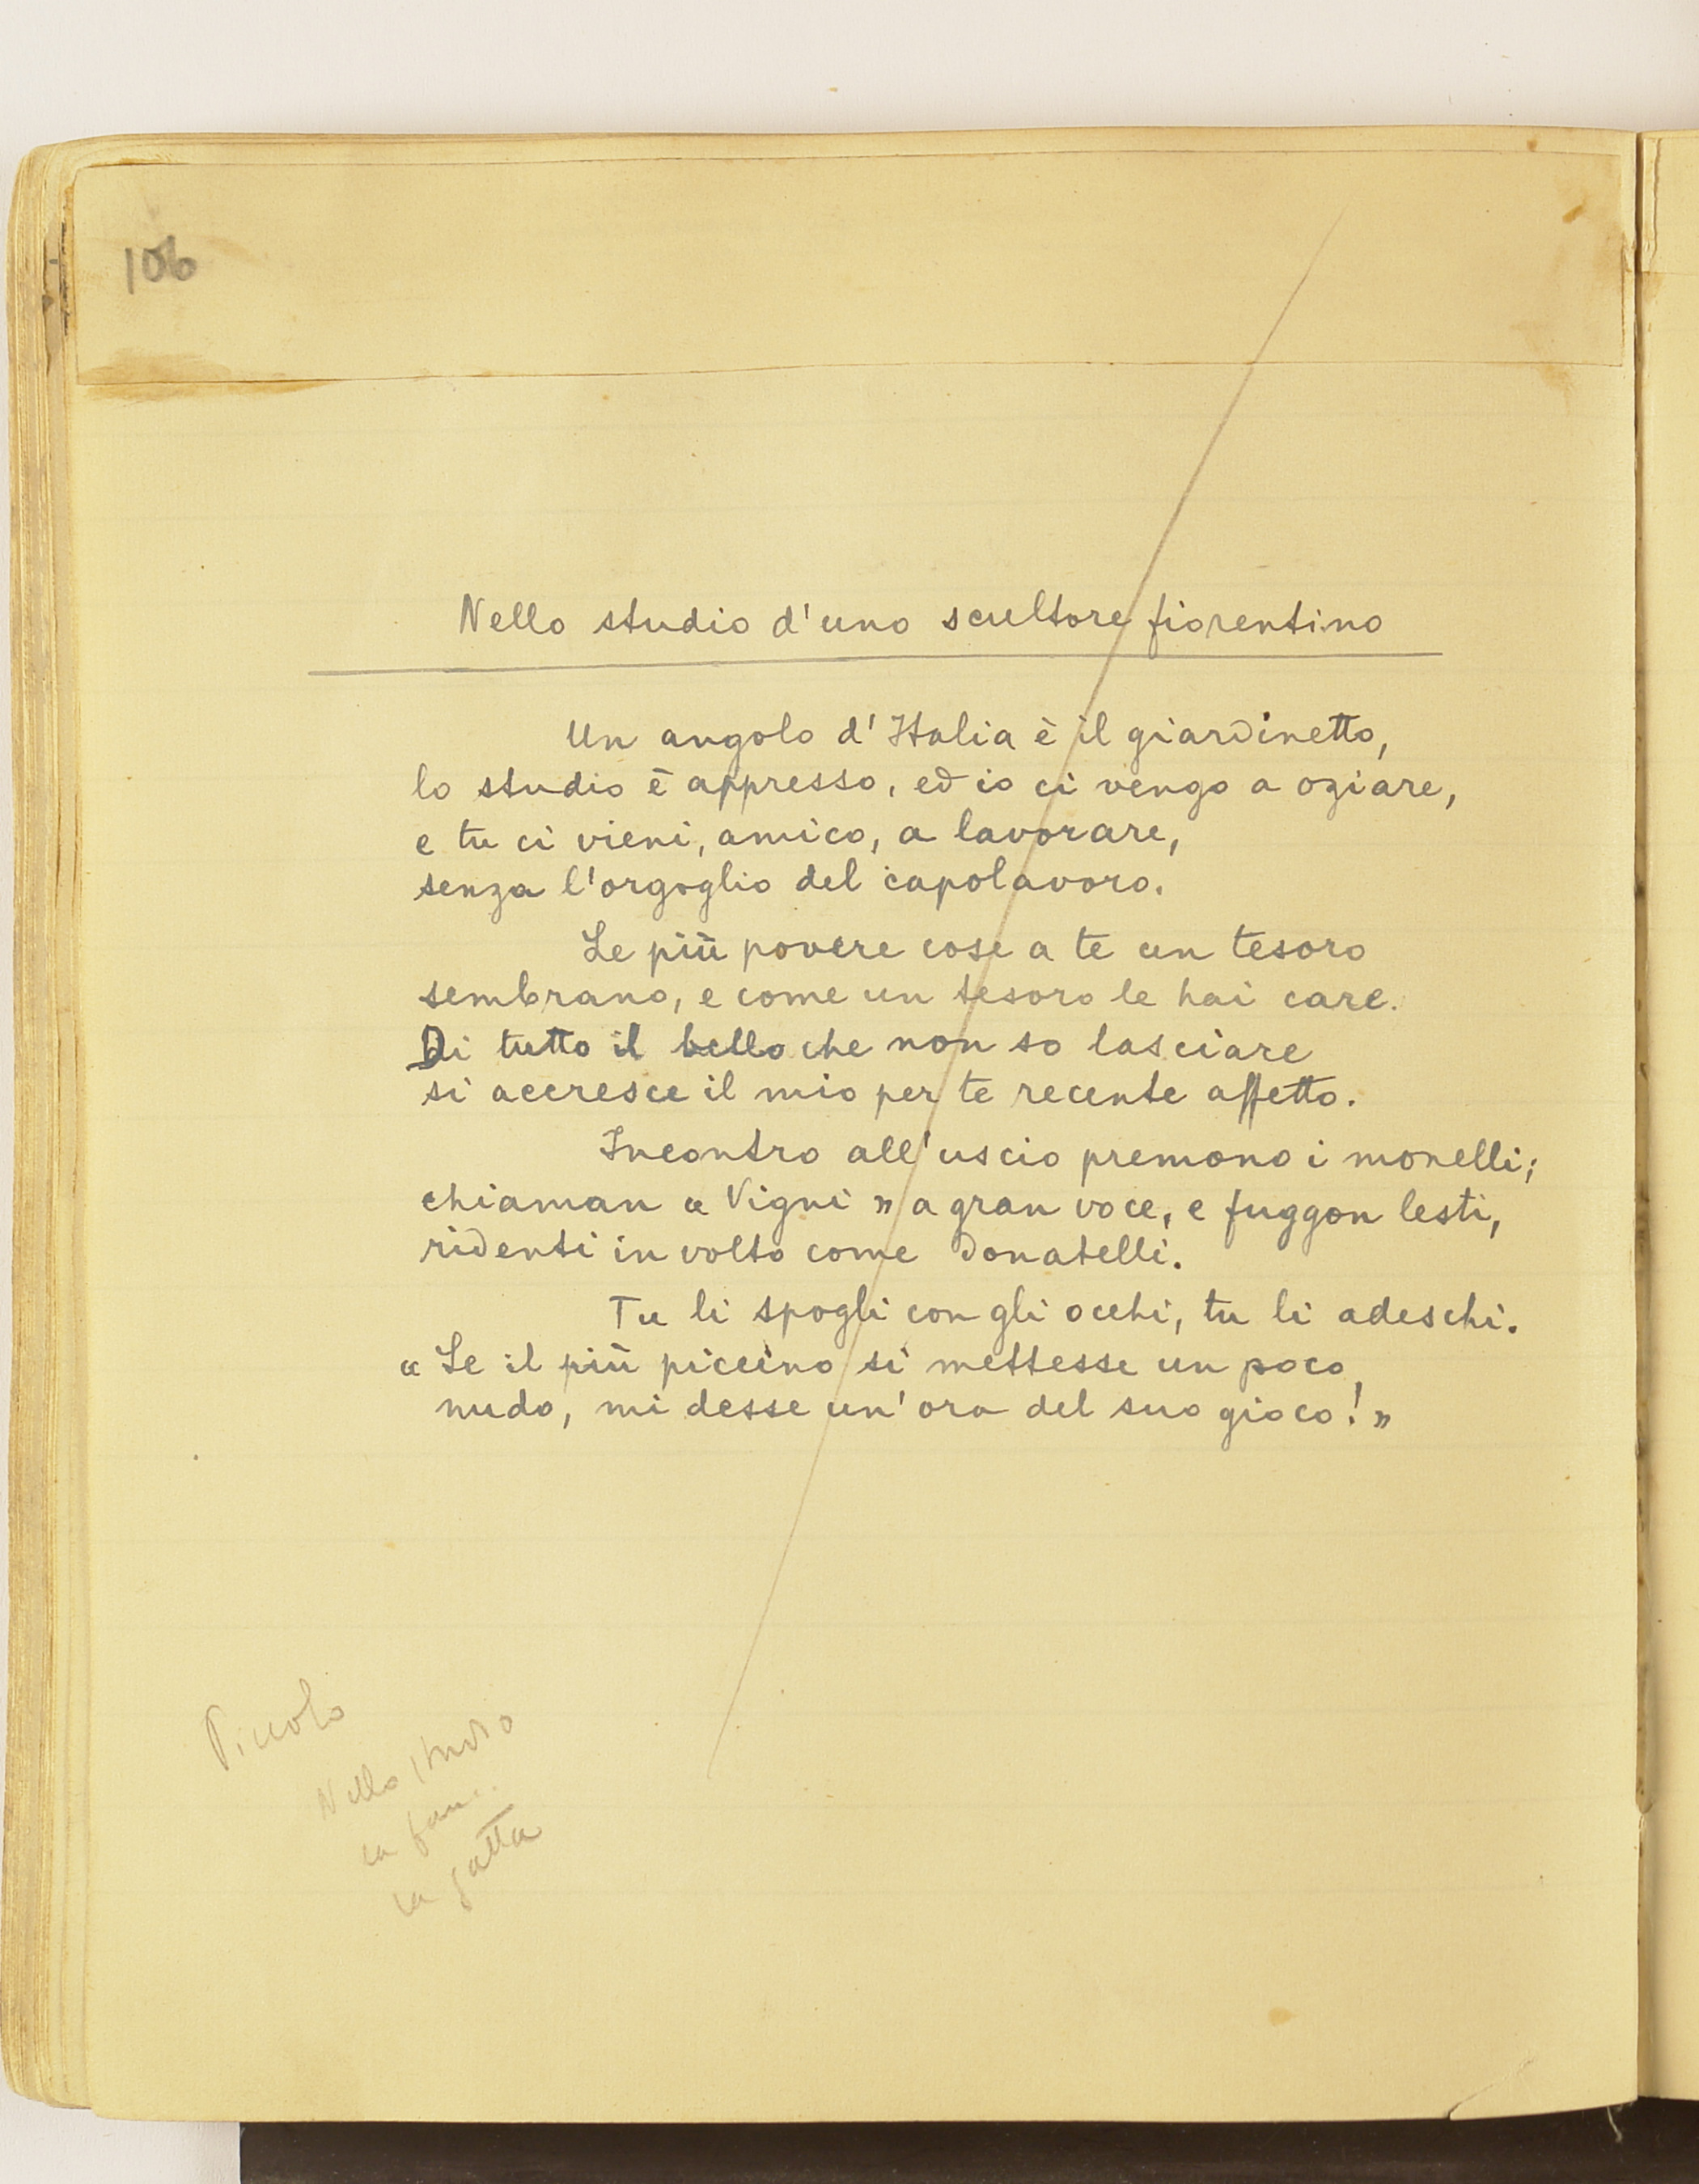 106
Nello studio d'uno scultore fiorentino
Un angolo d'Italia è il giardinetto,
lo studio è appresso, ed io ci vengo a oziare,
e tu ci vieni, amico, a lavorare,
senza l'orgoglio del capolavoro.
Le più povere cose a te un tesoro
sembrano, e come un tesoro le hai care.
Di tutto il bello che non so lasciare
si accresce il mio per te recente affetto.
Incontro all'uscio premono i monelli;
chiaman « Vigni » a gran voce, e fuggon lesti,
ridenti in volto come donatelli.
Tu li spogli con gli occhi, tu li adeschi.
« Se il più piccino si mettesse un poco
nudo, mi desse un'ora del suo gioco! »
Piccolo
Nello studio
la
la gatta